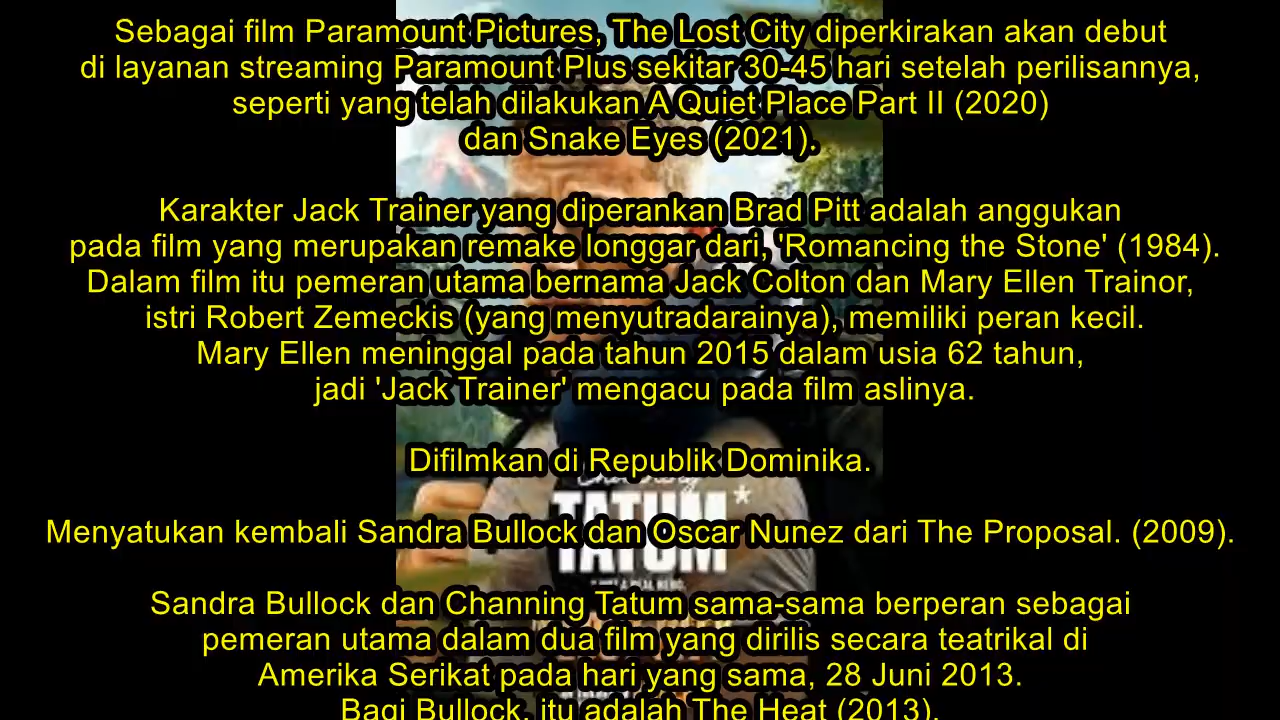 Sebagai film Paramount Pictures, The Lost City diperkirakan akan debut
di layanan streaming Paramount Plus sekitar 30-45 hari setelah perilisannya,
seperti yang telah dilakukan A Quiet Place Part II (2020)
dan Snake Eyes (2021).
Karakter Jack Trainer yang diperankan Brad Pitt adalah anggukan
pada film yang merupakan remake longgar dari, 'Romancing the Stone' (1984).
Dalam film itu pemeran utama bernama Jack Colton dan Mary Ellen Trainor,
istri Robert Zemeckis (yang menyutradarainya), memiliki peran kecil.
Mary Ellen meninggal pada tahun 2015 dalam usia 62 tahun,
jadi 'Jack Trainer' mengacu pada film aslinya.
Difilmkan di Republik Dominika.
TATUM*
Menyatukan kembali Sandra Bullock dan Oscar Nunez dari The Proposal. (2009).
Sandra Bullock dan Channing Tatum sama-sama berperan sebagai
pemeran utama dalam dua film yang dirilis secara teatrikal di
Amerika Serikat pada hari yang sama, 28 Juni 2013.
Bagi Bullock, itu adalah The Heat (2013).